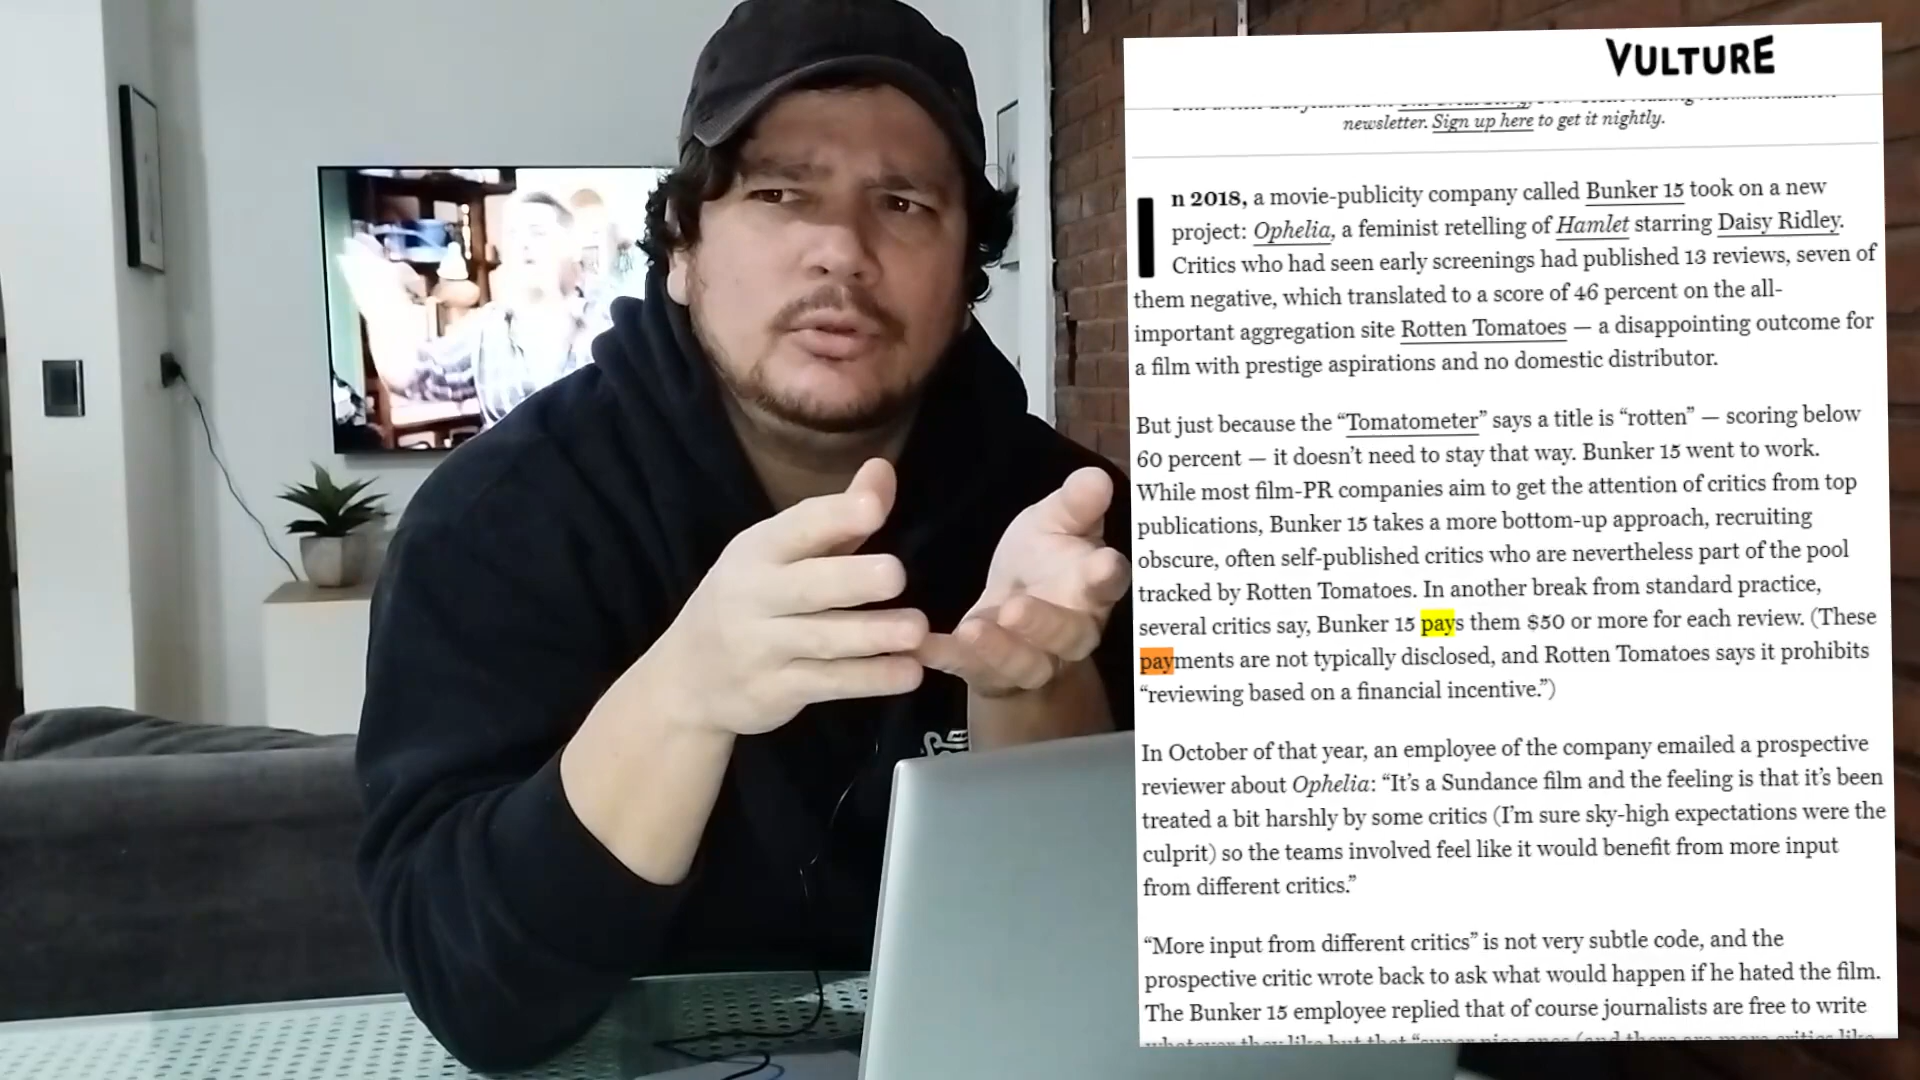 VULTURE
newsletter. Sign up here to get it nightly.
In 2018, a movie-publicity company called Bunker 15 took on a new
project: Ophelia, a feminist retelling of Hamlet starring Daisy Ridley.
Critics who had seen early screenings had published 13 reviews, seven of
them negative, which translated to a score of 46 percent on the all-
important aggregation site Rotten Tomatoes — a disappointing outcome for
a film with prestige aspirations and no domestic distributor.
But just because the “Tomatometer” says a title is “rotten” — scoring below
60 percent — it doesn’t need to stay that way. Bunker 15 went to work.
While most film-PR companies aim to get the attention of critics from top
publications, Bunker 15 takes a more bottom-up approach, recruiting
obscure, often self-published critics who are nevertheless part of the pool
tracked by Rotten Tomatoes. In another break from standard practice,
several critics say, Bunker 15 pays them $50 or more for each review. (These
payments are not typically disclosed, and Rotten Tomatoes says it prohibits
“reviewing based on a financial incentive.”)
In October of that year, an employee of the company emailed a prospective
reviewer about Ophelia: “It’s a Sundance film and the feeling is that it’s been
treated a bit harshly by some critics (I’m sure sky-high expectations were the
culprit) so the teams involved feel like it would benefit from more input
from different critics.”
“More input from different critics” is not very subtle code, and the
prospective critic wrote back to ask what would happen if he hated the film.
The Bunker 15 employee replied that of course journalists are free to write